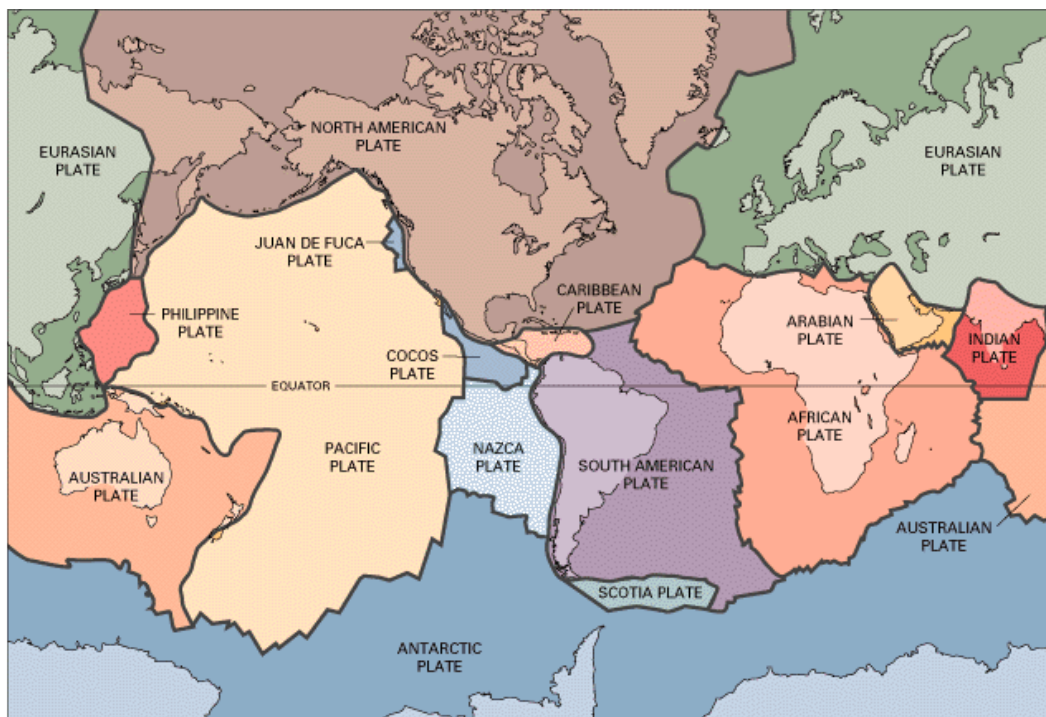 NORTH AMERICAN
PLATE
EURASIAN
PLATE
EURASIAN
PLATE
JUAN DE FUCA
PLATE
CARIBBEAN
PLATE
PHILIPPINE
PLATE
ARABIAN
PLATE
INDIAN
PLATE
COCOS
PLATE
EQUATOR
AFRICAN
PLATE
PACIFIC
PLATE
NAZCA
PLATE
SOUTH AMERICAN
PLATE
AUSTRALIAN
PLATE
AUSTRALIAN
PLATE
SCOTIA PLATE
ANTARCTIC
PLATE